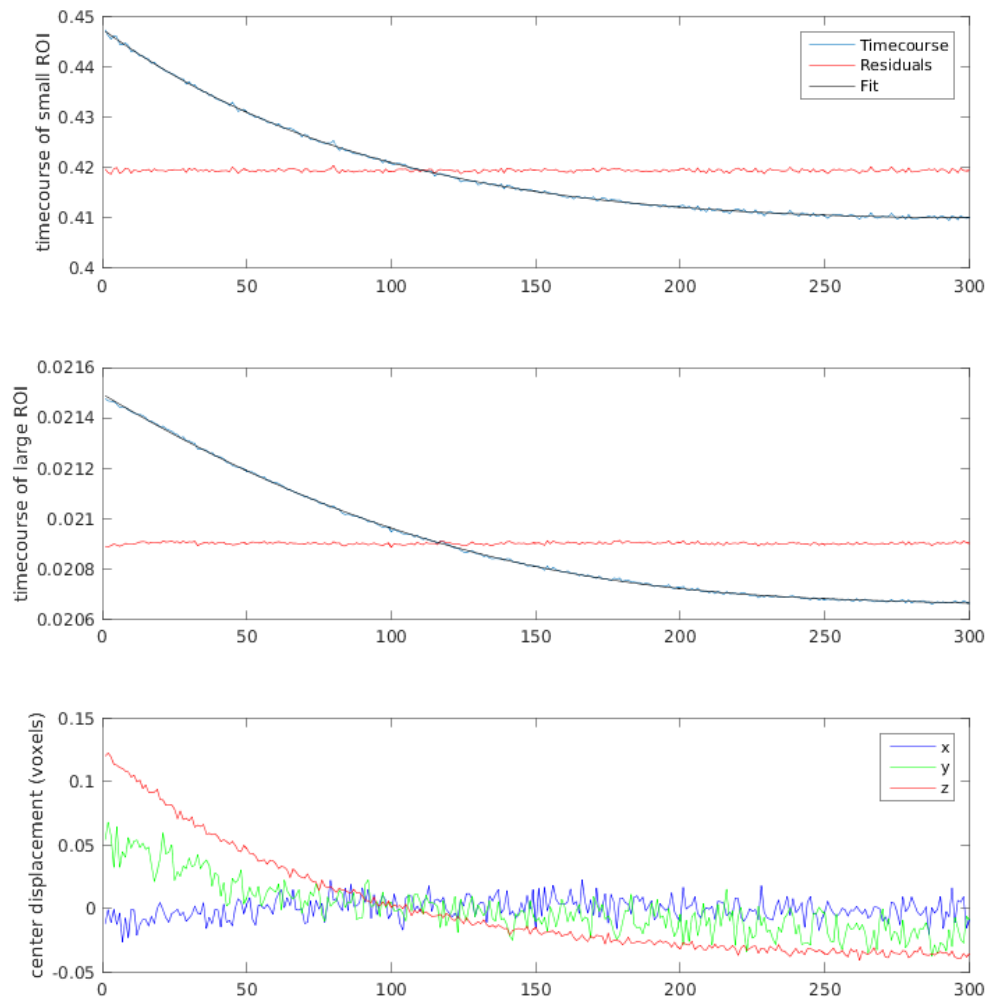 timecourse of small ROI
0.45
0.44
0.43
0.42
0.41
0.4
0 50 100 150 200 250 300
Timecourse
Residuals
Fit
timecourse of large ROI
0.0216
0.0214
0.0212
0.021
0.0208
0.0206
0 50 100 150 200 250 300
center displacement (voxels)
0.15
0.1
0.05
0
-0.05
0 50 100 150 200 250 300
x
y
z